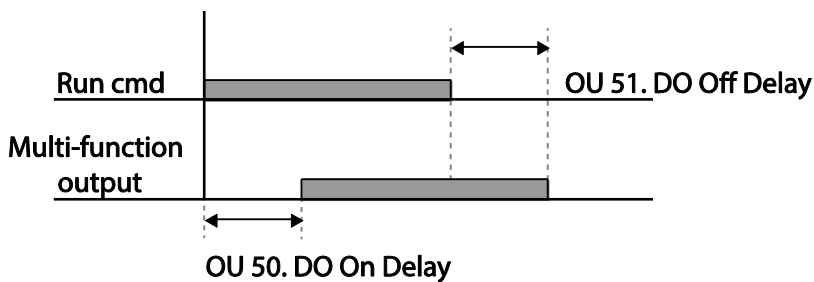 Run cmd
OU 51. DO Off Delay
Multi-function
output
OU 50. DO On Delay